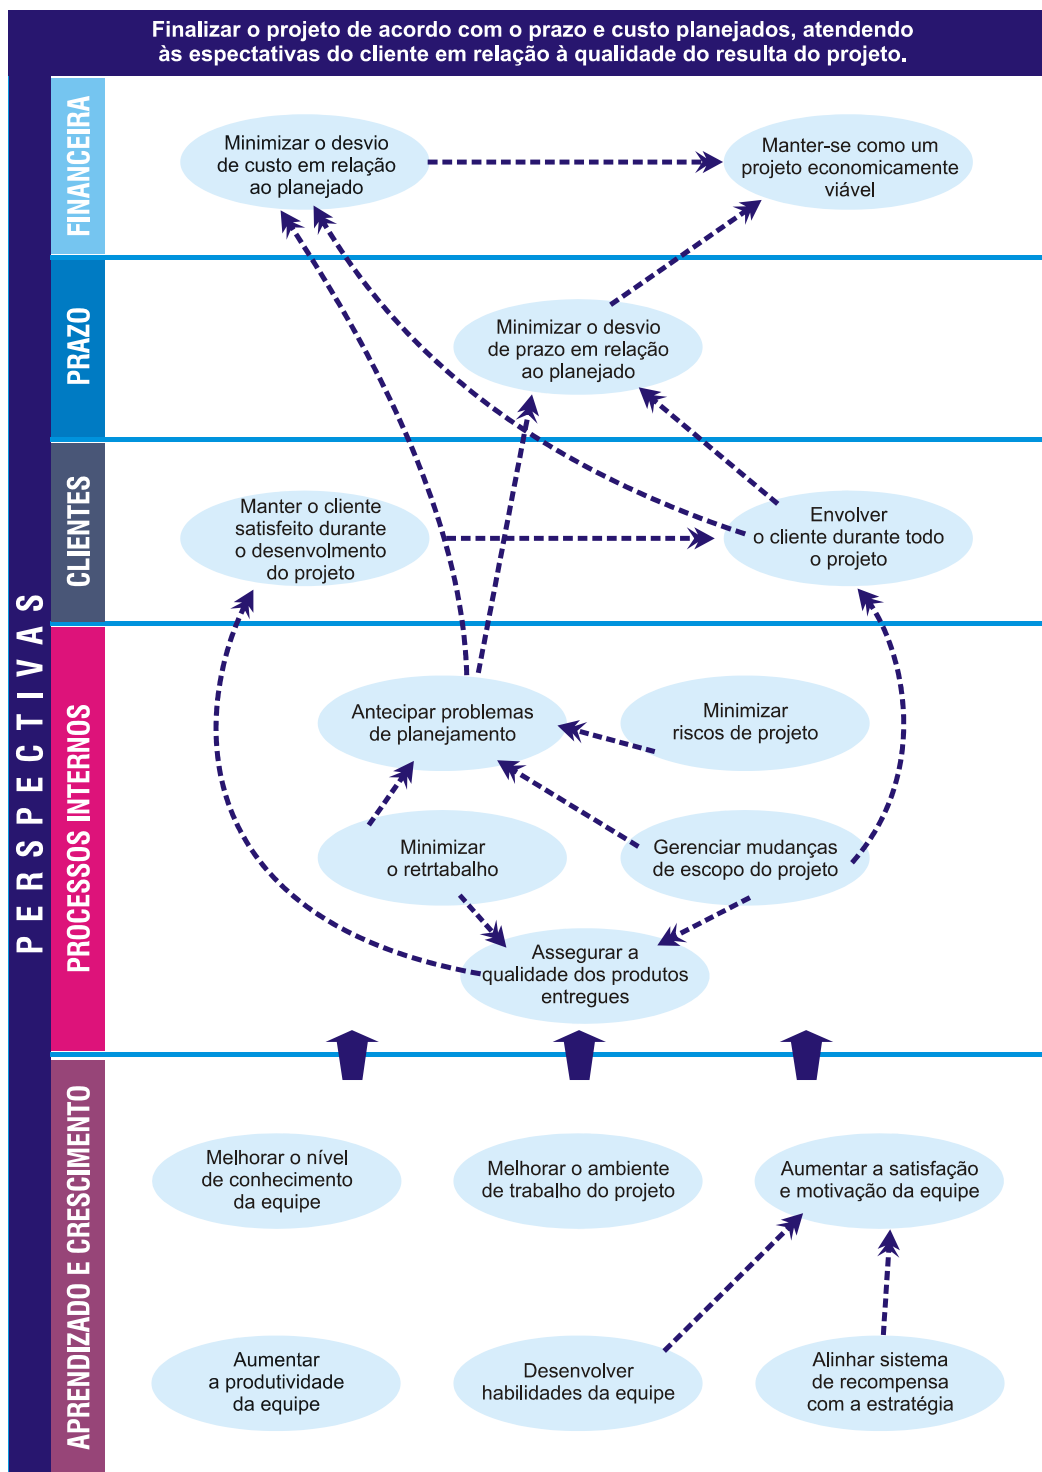 Finalizar o projeto de acordo com o prazo e custo planejados, atendendo
às espectativas do cliente em relação à qualidade do resulta do projeto.
PERSPECTIVAS
FINANCEIRA
Minimizar o desvio
de custo em relação
ao planejado
Manter-se como um
projeto economicamente
viável
PRAZO
Minimizar o desvio
de prazo em relação
ao planejado
CLIENTES
Manter o cliente
satisfeito durante
o desenvolmento
do projeto
Envolver
o cliente durante todo
o projeto
PROCESSOS INTERNOS
Antecipar problemas
de planejamento
Minimizar
riscos de projeto
Minimizar
o retrtabalho
Gerenciar mudanças
de escopo do projeto
Assegurar a
qualidade dos produtos
entregues
APRENDIZADO E CRESCIMENTO
Melhorar o nível
de conhecimento
da equipe
Melhorar o ambiente
de trabalho do projeto
Aumentar a satisfação
e motivação da equipe
Aumentar
a produtividade
da equipe
Desenvolver
habilidades da equipe
Alinhar sistema
de recompensa
com a estratégia